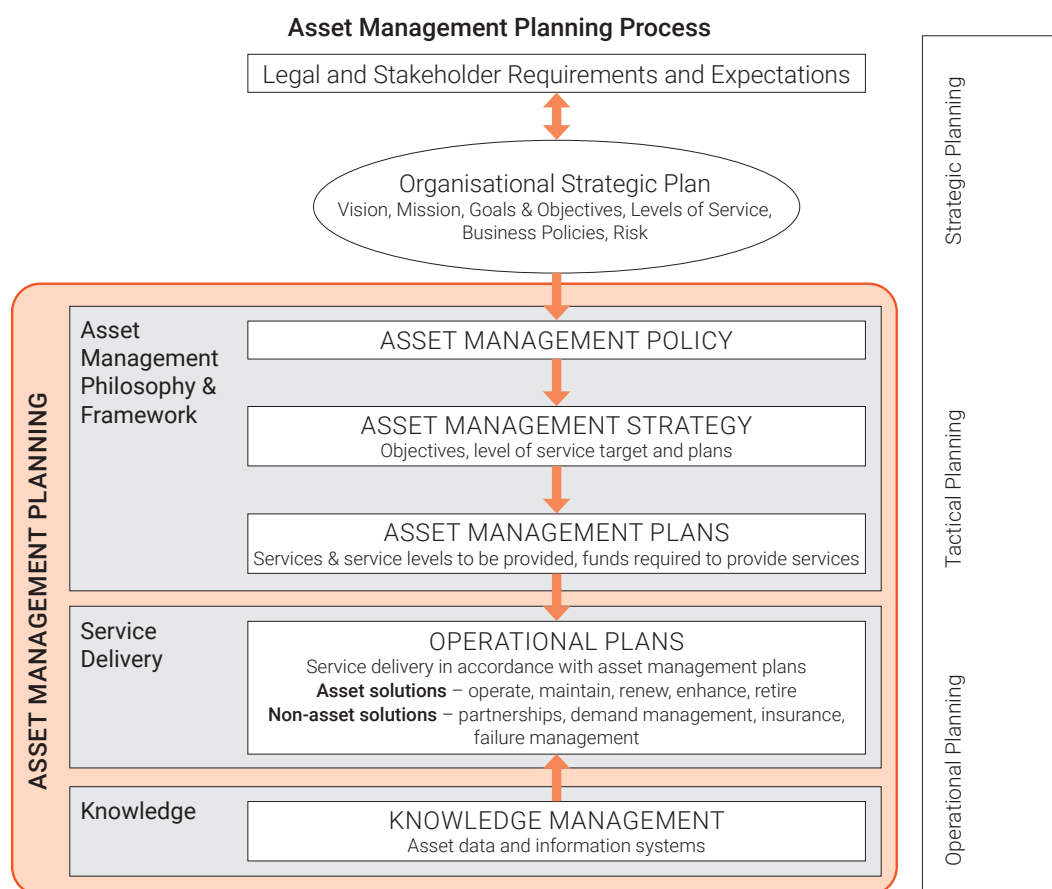 Asset Management Planning Process
Legal and Stakeholder Requirements and Expectations
Organisational Strategic Plan
Vision, Mission, Goals & Objectives, Levels of Service,
Business Policies, Risk
ASSET MANAGEMENT PLANNING
Asset
Management
Philosophy &
Framework
ASSET MANAGEMENT POLICY
ASSET MANAGEMENT STRATEGY
Objectives, level of service target and plans
ASSET MANAGEMENT PLANS
Services & service levels to be provided, funds required to provide services
Service
Delivery
OPERATIONAL PLANS
Service delivery in accordance with asset management plans
Asset solutions – operate, maintain, renew, enhance, retire
Non-asset solutions – partnerships, demand management, insurance,
failure management
Knowledge
KNOWLEDGE MANAGEMENT
Asset data and information systems
Strategic Planning
Tactical Planning
Operational Planning